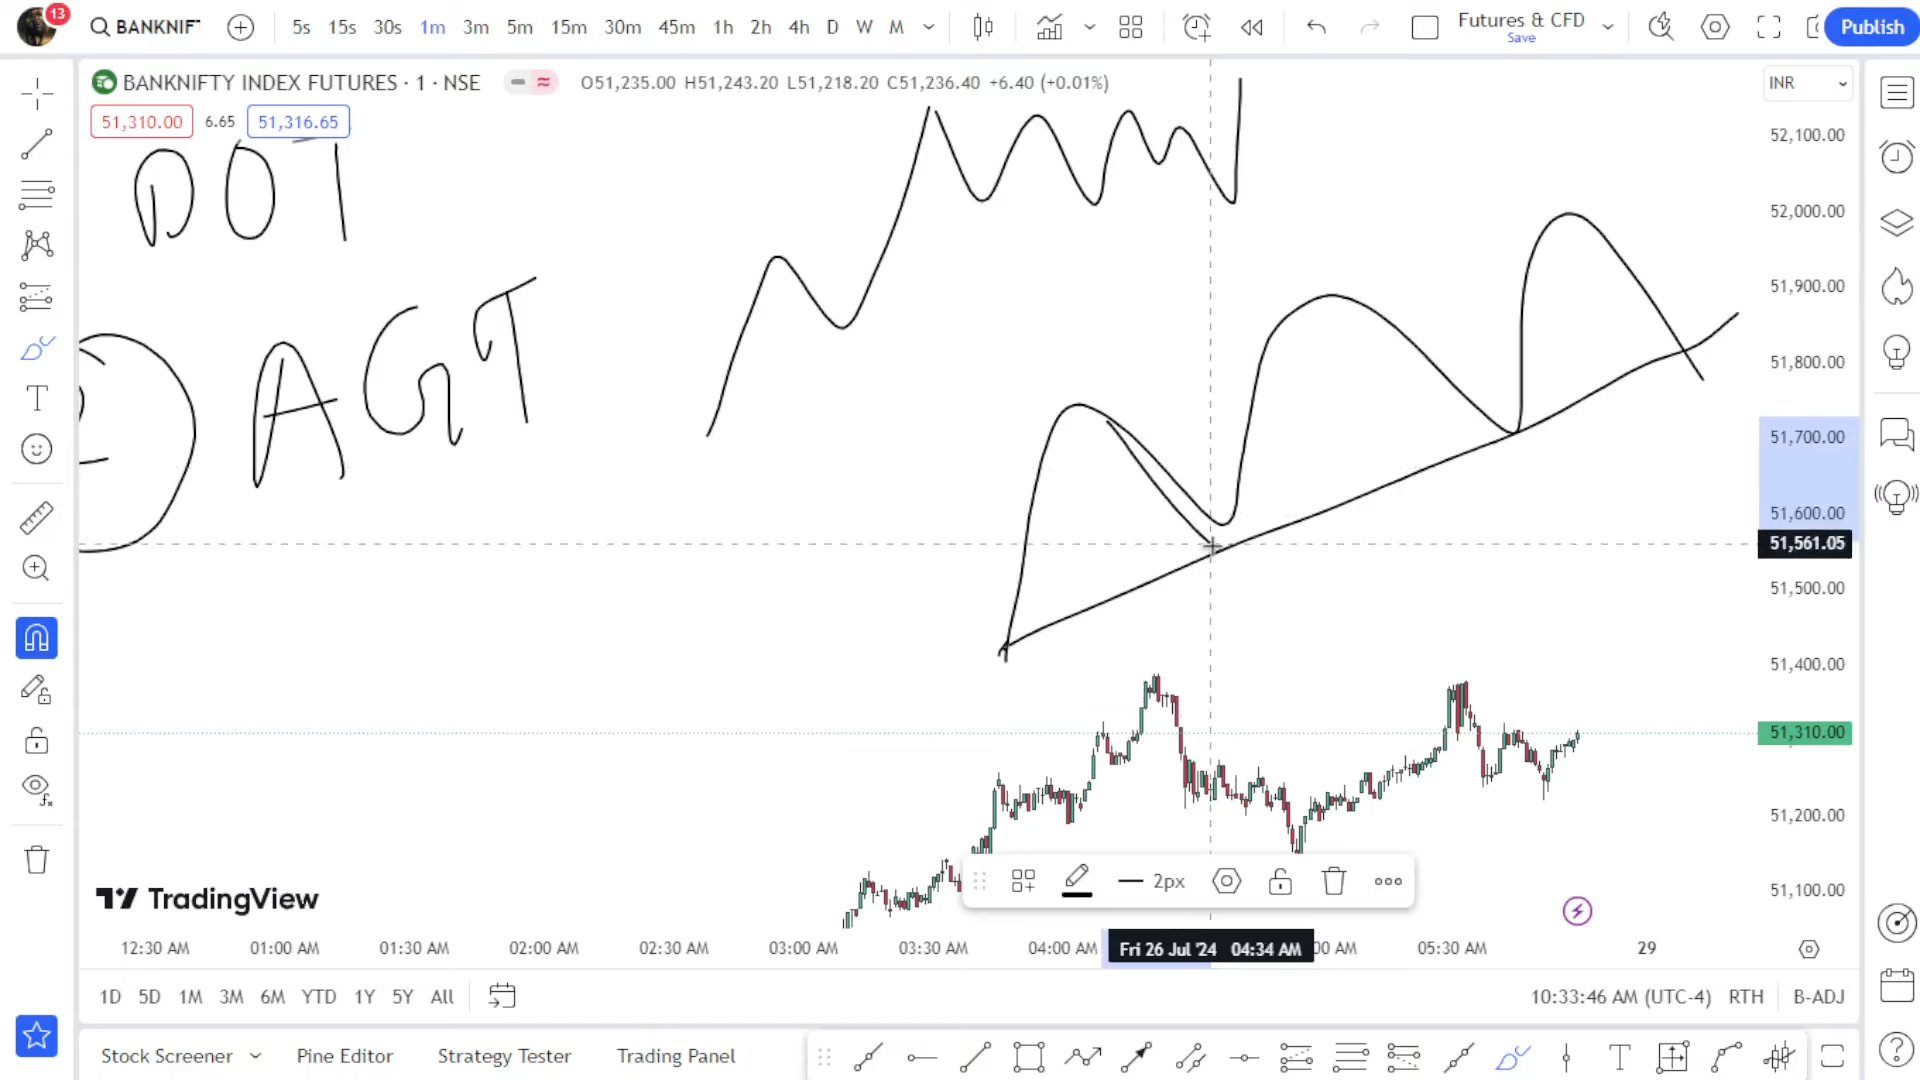 13
BANKNIF
5s 15s 30s 1m 3m 5m 15m 30m 45m 1h 2h 4h D W M
Futures & CFD
Save
Publish
BANKNIFTY INDEX FUTURES · 1 · NSE
O51,235.00 H51,243.20 L51,218.20 C51,236.40 +6.40 (+0.01%)
INR
51,310.00 6.65 51,316.65
DOT
AGT
52,100.00
52,000.00
51,900.00
51,800.00
51,700.00
51,600.00
51,561.05
51,500.00
51,400.00
51,310.00
51,200.00
51,100.00
2px
TradingView
12:30 AM 01:00 AM 01:30 AM 02:00 AM 02:30 AM 03:00 AM 03:30 AM 04:00 AM Fri 26 Jul '24 04:34 AM 00 AM 05:30 AM 29
1D 5D 1M 3M 6M YTD 1Y 5Y All
10:33:46 AM (UTC-4) RTH B-ADJ
Stock Screener Pine Editor Strategy Tester Trading Panel